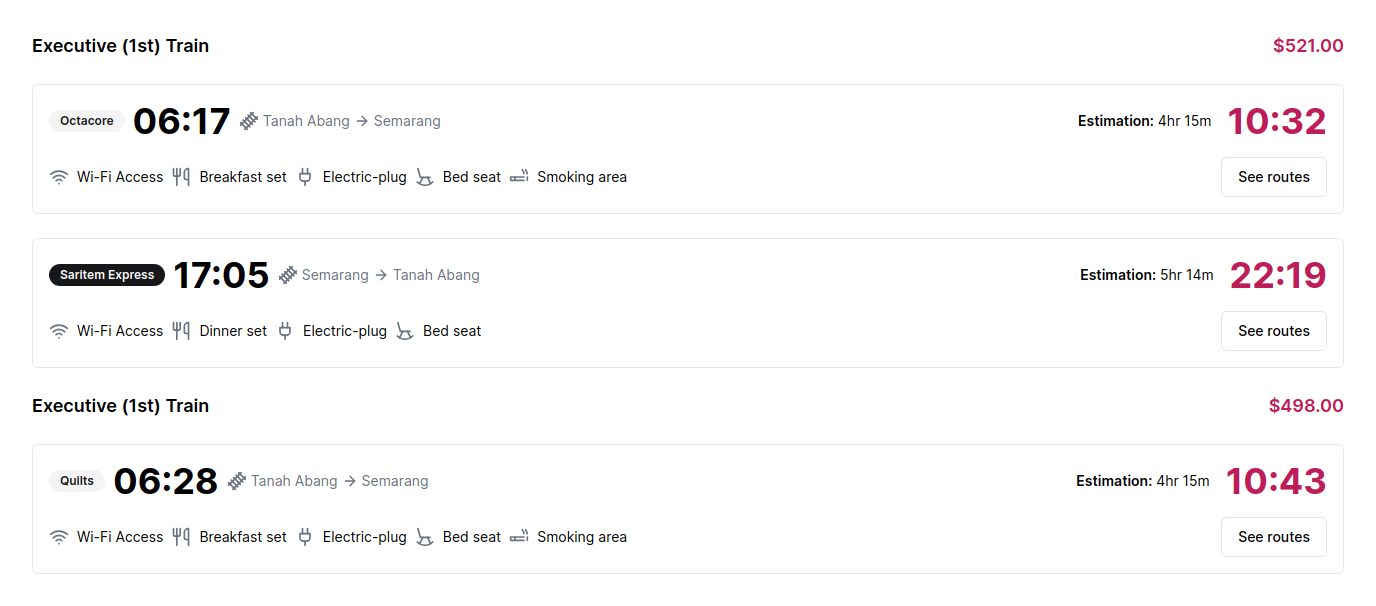 Executive (1st) Train $521.00
Octacore 06:17 Tanah Abang → Semarang Estimation: 4hr 15m 10:32
Wi-Fi Access Breakfast set Electric-plug Bed seat Smoking area See routes
Saritem Express 17:05 Semarang → Tanah Abang Estimation: 5hr 14m 22:19
Wi-Fi Access Dinner set Electric-plug Bed seat See routes
Executive (1st) Train $498.00
Quilts 06:28 Tanah Abang → Semarang Estimation: 4hr 15m 10:43
Wi-Fi Access Breakfast set Electric-plug Bed seat Smoking area See routes